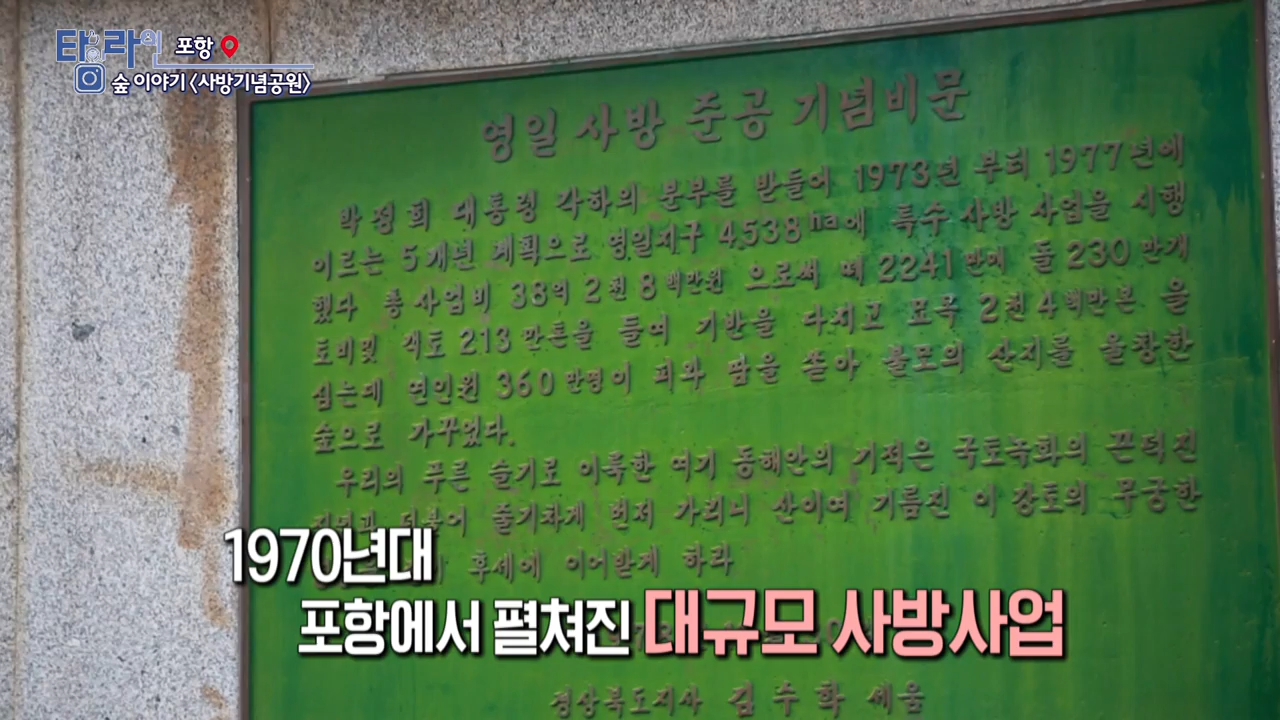 타라의 포항
숲 이야기 〈사방기념공원〉
영일 사방 준공 기념비문
박정희 대통령 각하의 분부를 받들어 1973년 부터 1977년에
이르는 5개년 계획으로 영일지구 4,538ha에 특수 사방 사업을 시행
했다 총 사업비 38억 2천 8백만원 으로써 떼 2241만매 돌 230만개
토비및 객토 213만톤을 들여 기반을 다지고 묘목 2천4백만본 을
심는데 연인원 360만명이 피와 땀을 쏟아 불모의 산지를 울창한
숲으로 가꾸었다.
우리의 푸른 슬기로 이룩한 여기 동해안의 기적은 국토녹화의 끈덕진
더불어 줄기차게 번져 가리니 산이여 기름진 이 강토의 무궁한
후세에 이어받게 하라
1970년대
포항에서 펼쳐진 대규모 사방사업
경상북도지사 김수학 세움